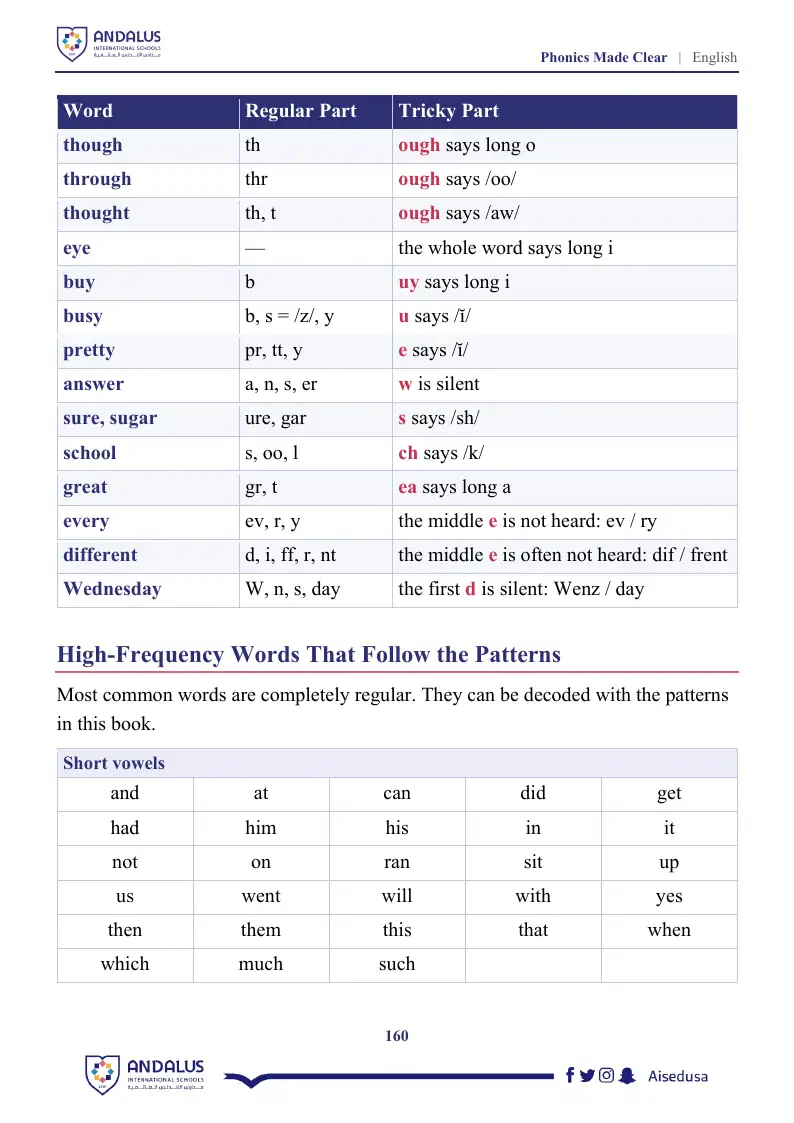 ANDALUS
INTERNATIONAL SCHOOLS
مدارس الأندلس العالمية
Phonics Made Clear | English
Word Regular Part Tricky Part
though th ough says long o
through thr ough says /oo/
thought th, t ough says /aw/
eye — the whole word says long i
buy b uy says long i
busy b, s = /z/, y u says /ĭ/
pretty pr, tt, y e says /ĭ/
answer a, n, s, er w is silent
sure, sugar ure, gar s says /sh/
school s, oo, l ch says /k/
great gr, t ea says long a
every ev, r, y the middle e is not heard: ev / ry
different d, i, ff, r, nt the middle e is often not heard: dif / frent
Wednesday W, n, s, day the first d is silent: Wenz / day
High-Frequency Words That Follow the Patterns
Most common words are completely regular. They can be decoded with the patterns
in this book.
Short vowels
and at can did get
had him his in it
not on ran sit up
us went will with yes
then them this that when
which much such
160
ANDALUS
INTERNATIONAL SCHOOLS
مدارس الأندلس العالمية
Aisedusa